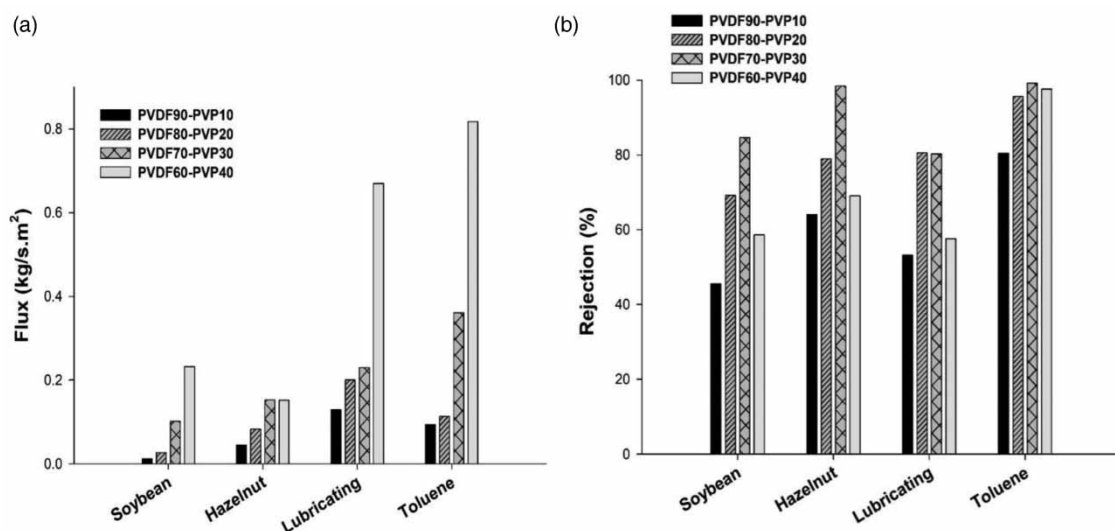 (a)
PVDF90-PVP10
PVDF80-PVP20
PVDF70-PVP30
PVDF60-PVP40
Flux (kg/s.m²)
0.8
0.6
0.4
0.2
0.0
Soybean
Hazelnut
Lubricating
Toluene
(b)
PVDF90-PVP10
PVDF80-PVP20
PVDF70-PVP30
PVDF60-PVP40
Rejection (%)
100
80
60
40
20
0
Soybean
Hazelnut
Lubricating
Toluene